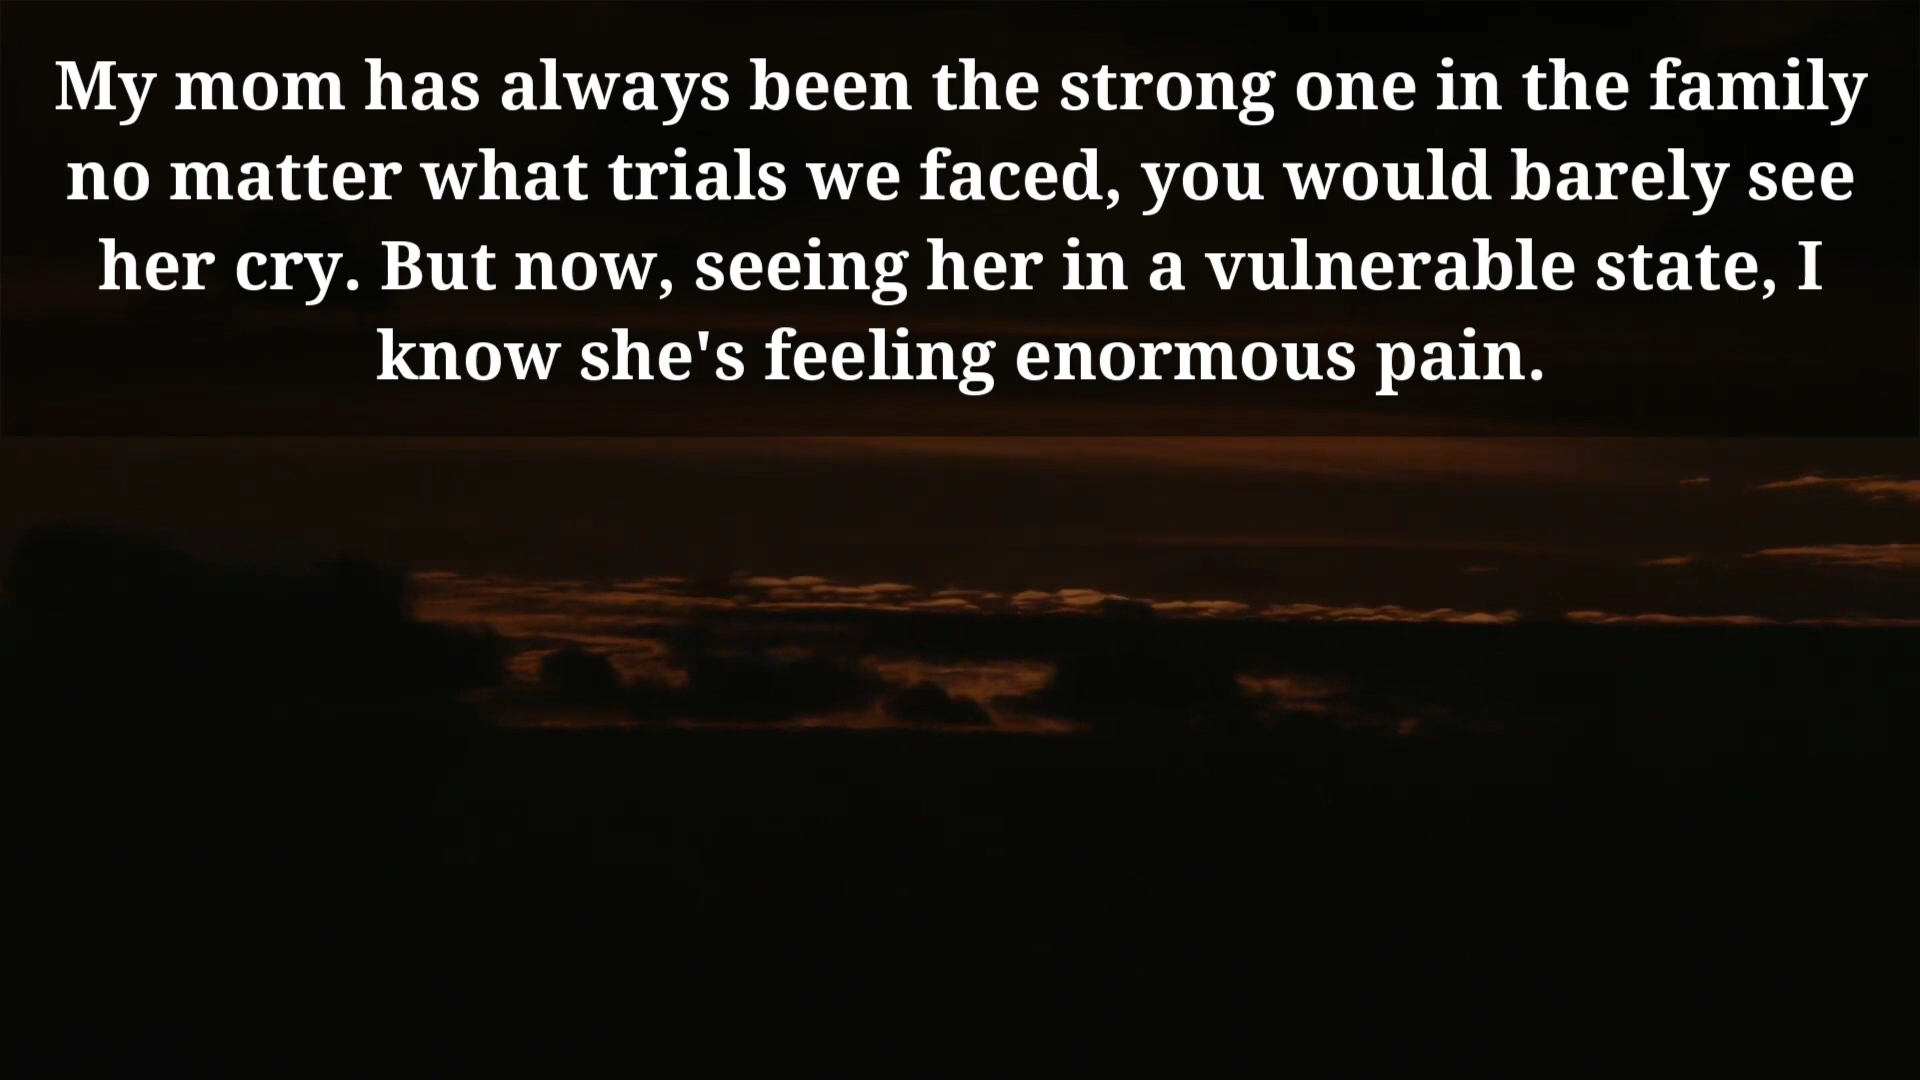 My mom has always been the strong one in the family
no matter what trials we faced, you would barely see
her cry. But now, seeing her in a vulnerable state, I
know she's feeling enormous pain.